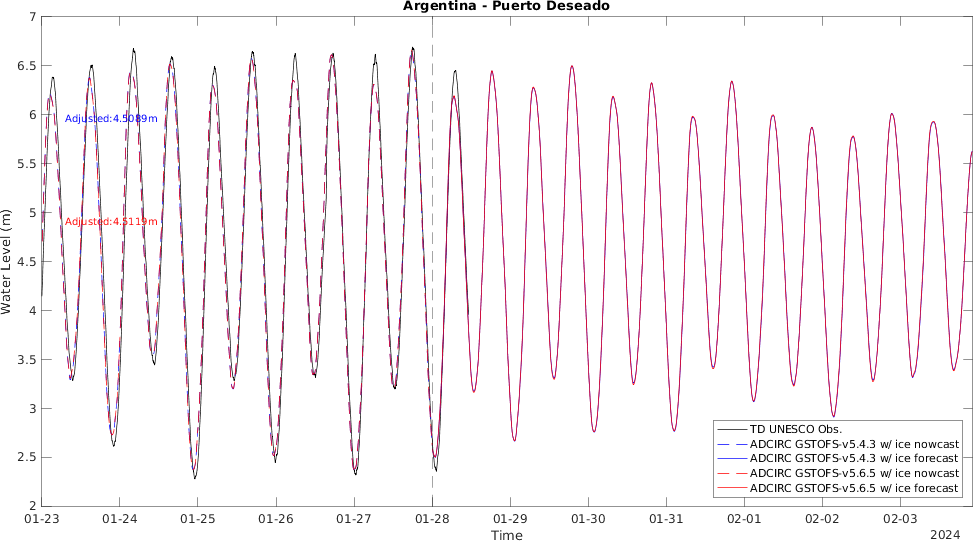 Argentina - Puerto Deseado
7
6.5
6
5.5
5
4.5
4
3.5
3
2.5
2
Water Level (m)
Adjusted:4.5089m
Adjusted:4.5119m
TD UNESCO Obs.
ADCIRC GSTOFS-v5.4.3 w/ ice nowcast
ADCIRC GSTOFS-v5.4.3 w/ ice forecast
ADCIRC GSTOFS-v5.6.5 w/ ice nowcast
ADCIRC GSTOFS-v5.6.5 w/ ice forecast
01-23 01-24 01-25 01-26 01-27 01-28 01-29 01-30 01-31 02-01 02-02 02-03
Time
2024